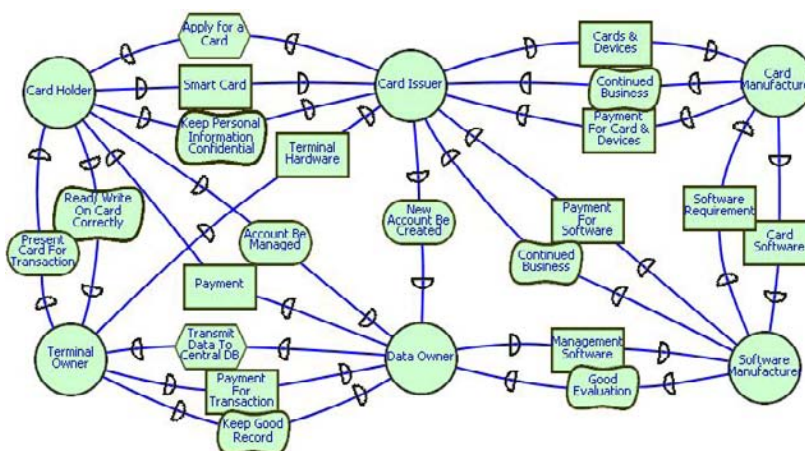 Apply for a
Card
Cards &
Devices
Card Holder
Smart Card
Card Issuer
Continued
Business
Card
Manufacture
Keep Personal
Information
Confidential
Payment
For Card &
Devices
Terminal
Hardware
Read/ Write
On Card
Correctly
Present
Card For
Transaction
Account Be
Managed
New
Account Be
Created
Payment
For
Software
Continued
Business
Software
Requirement
Card
Software
Payment
Terminal
Owner
Transmit
Data To
Central DB
Data Owner
Management
Software
Software
Manufacturer
Payment
For
Transaction
Good
Evaluation
Keep Good
Record